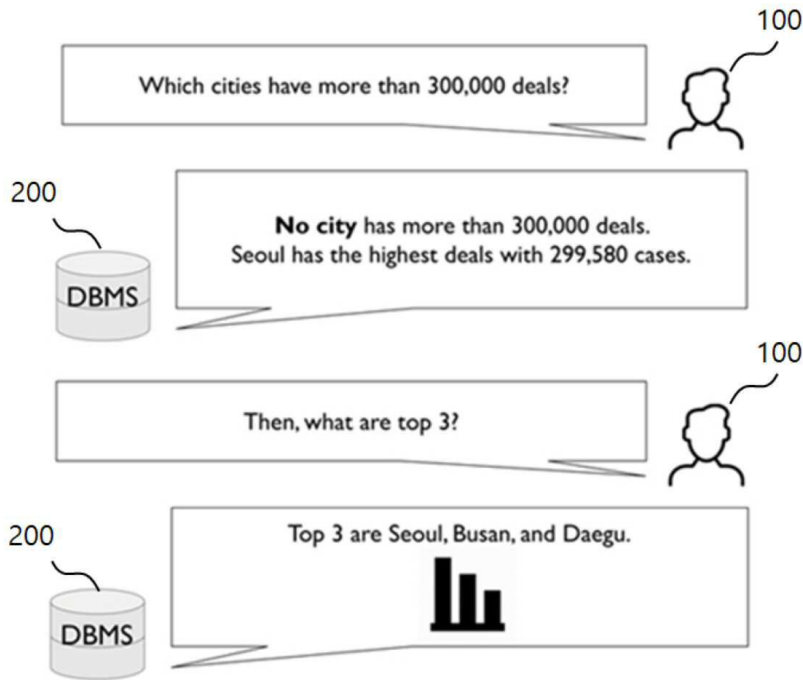 100
Which cities have more than 300,000 deals?
200
No city has more than 300,000 deals.
Seoul has the highest deals with 299,580 cases.
DBMS
100
Then, what are top 3?
200
Top 3 are Seoul, Busan, and Daegu.
DBMS